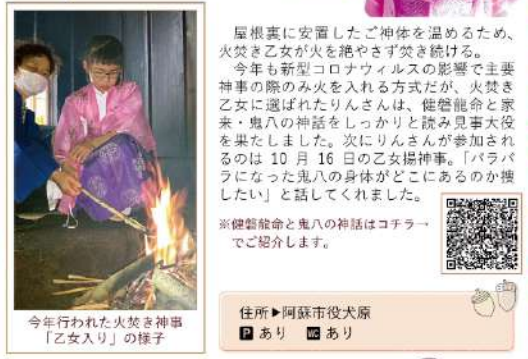 屋根裏に安置したご神体を温めるため、
火焚き乙女が火を絶やさず焚き続ける。
今年も新型コロナウィルスの影響で主要
神事の際のみ火を入れる方式だが、火焚き
乙女に選ばれたりんさんは、健磐龍命と家
来・鬼八の神話をしっかりと読み見事大役
を果たしました。次にりんさんが参加され
るのは 10 月 16 日の乙女揚神事。「バラバ
ラになった鬼八の身体がどこにあるのか捜
したい」と話してくれました。
※健磐龍命と鬼八の神話はコチラ→
でご紹介します。
今年行われた火焚き神事
「乙女入り」の様子
住所▶阿蘇市役犬原
P あり WC あり